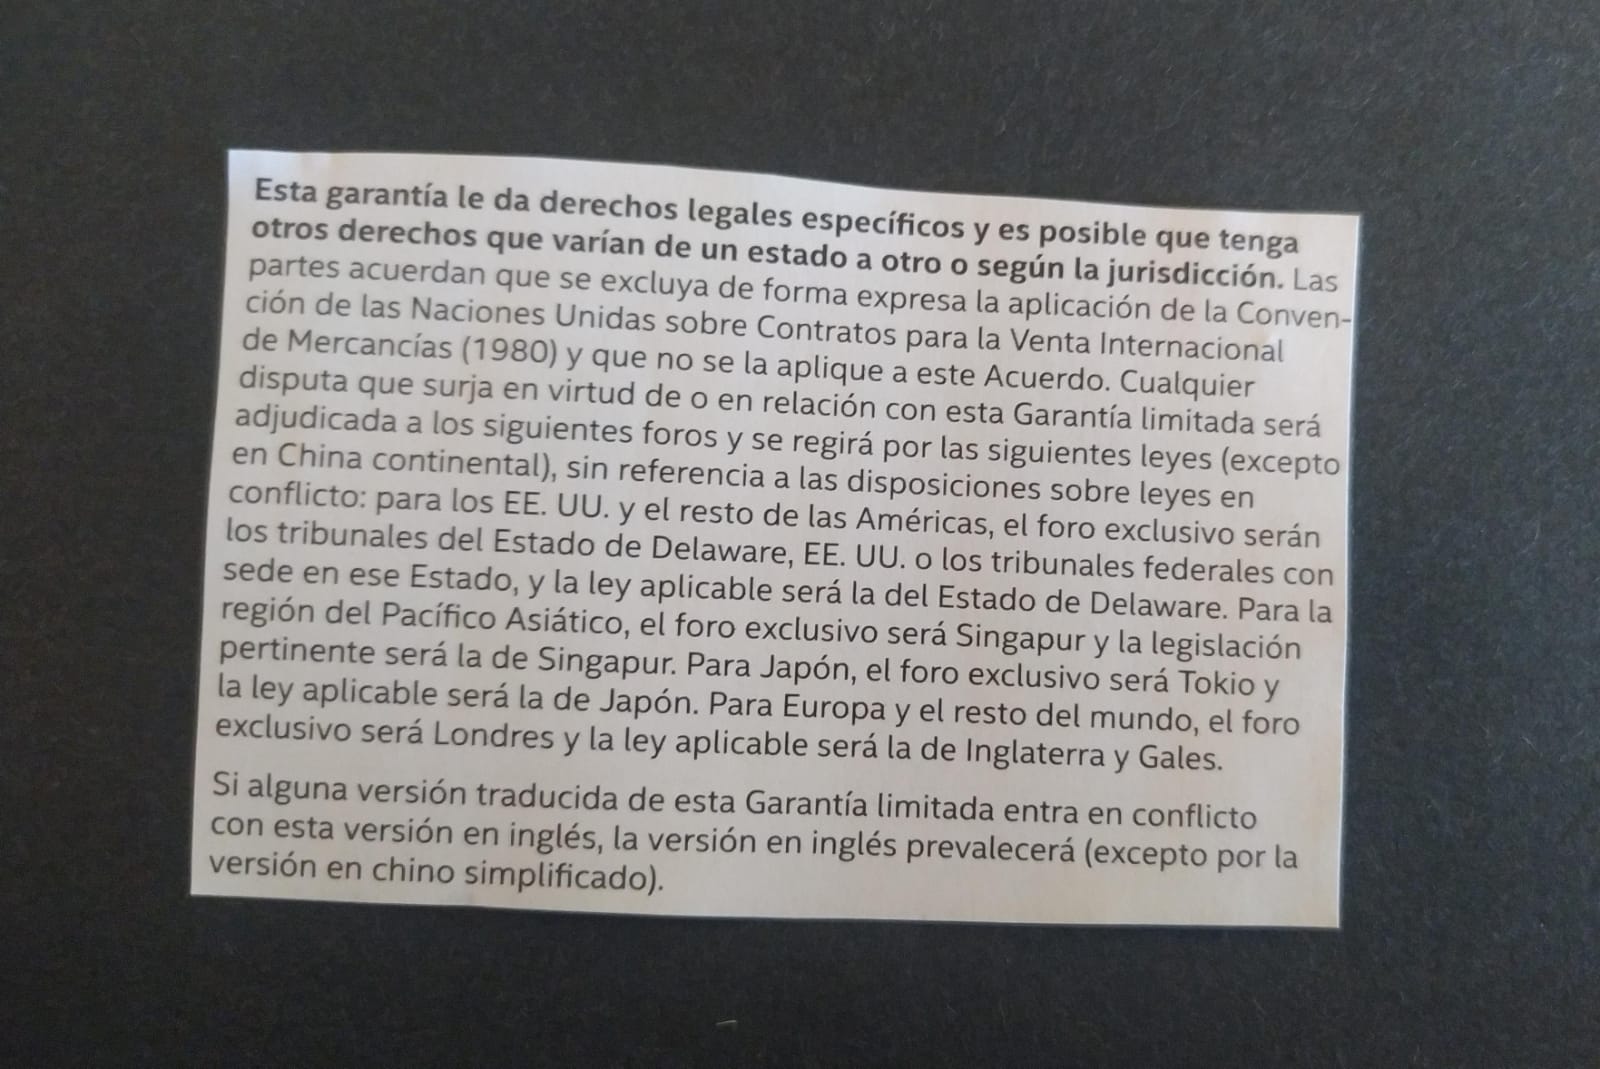 Esta garantía le da derechos legales específicos y es posible que tenga
otros derechos que varían de un estado a otro o según la jurisdicción. Las
partes acuerdan que se excluya de forma expresa la aplicación de la Conven-
ción de las Naciones Unidas sobre Contratos para la Venta Internacional
de Mercancías (1980) y que no se la aplique a este Acuerdo. Cualquier
disputa que surja en virtud de o en relación con esta Garantía limitada será
adjudicada a los siguientes foros y se regirá por las siguientes leyes (excepto
en China continental), sin referencia a las disposiciones sobre leyes en
conflicto: para los EE. UU. y el resto de las Américas, el foro exclusivo serán
los tribunales del Estado de Delaware, EE. UU. o los tribunales federales con
sede en ese Estado, y la ley aplicable será la del Estado de Delaware. Para la
región del Pacífico Asiático, el foro exclusivo será Singapur y la legislación
pertinente será la de Singapur. Para Japón, el foro exclusivo será Tokio y
la ley aplicable será la de Japón. Para Europa y el resto del mundo, el foro
exclusivo será Londres y la ley aplicable será la de Inglaterra y Gales.
Si alguna versión traducida de esta Garantía limitada entra en conflicto
con esta versión en inglés, la versión en inglés prevalecerá (excepto por la
versión en chino simplificado).